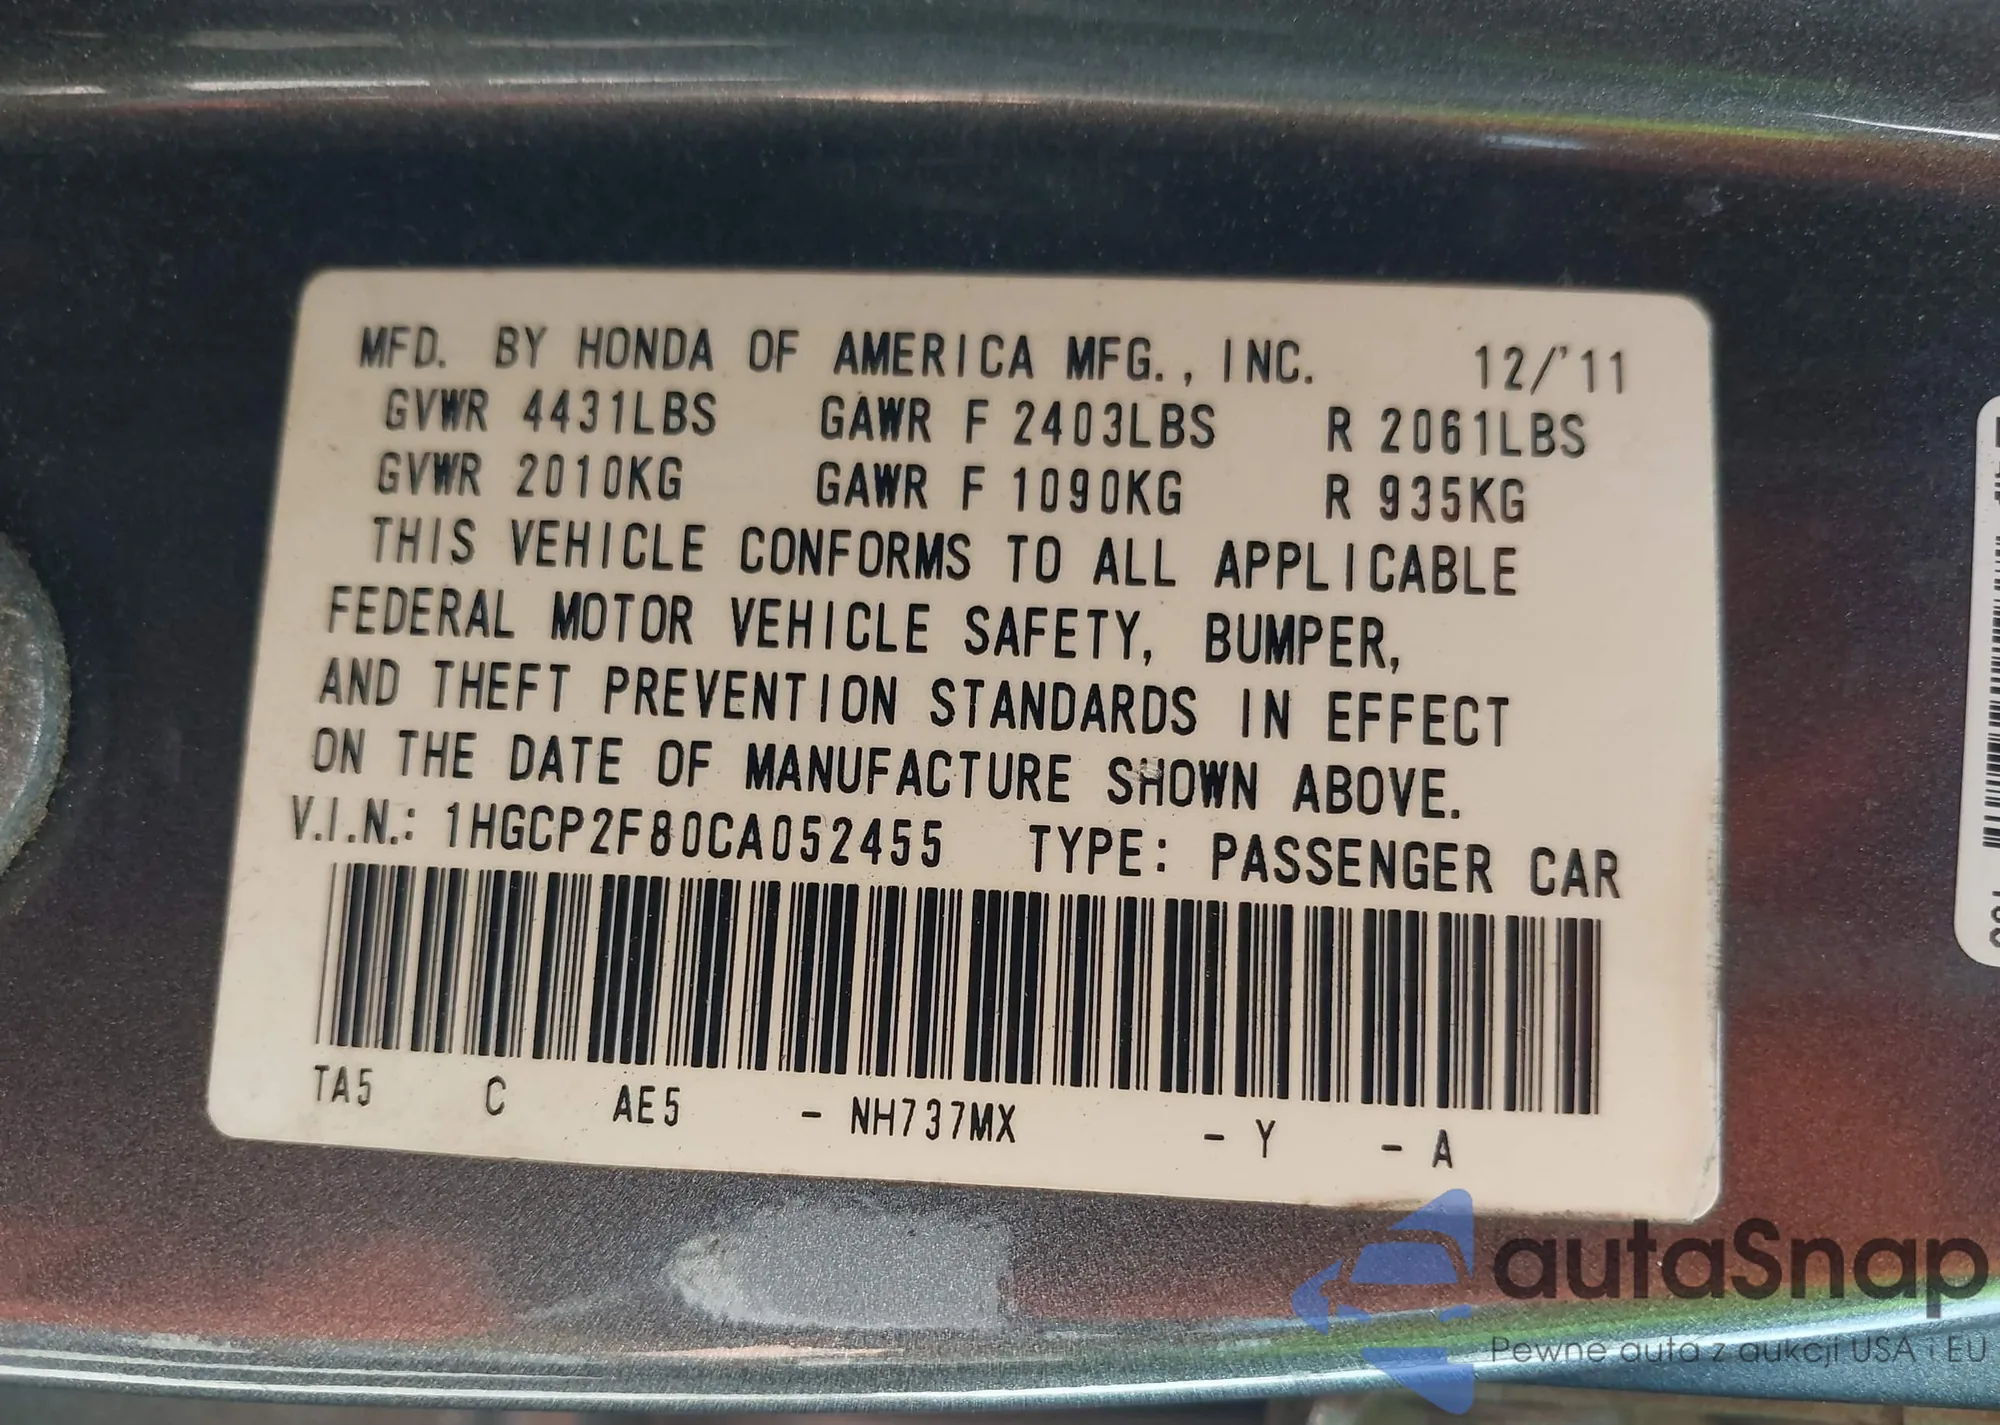 MFD. BY HONDA OF AMERICA MFG., INC. 12/'11
GVWR 4431LBS GAWR F 2403LBS R 2061LBS
GVWR 2010KG GAWR F 1090KG R 935KG
THIS VEHICLE CONFORMS TO ALL APPLICABLE
FEDERAL MOTOR VEHICLE SAFETY, BUMPER,
AND THEFT PREVENTION STANDARDS IN EFFECT
ON THE DATE OF MANUFACTURE SHOWN ABOVE.
V.I.N.: 1HGCP2F80CA052455 TYPE: PASSENGER CAR
TA5 C AE5 - NH737MX - Y - A
autaSnap
Pewne auta z aukcji USA i EU